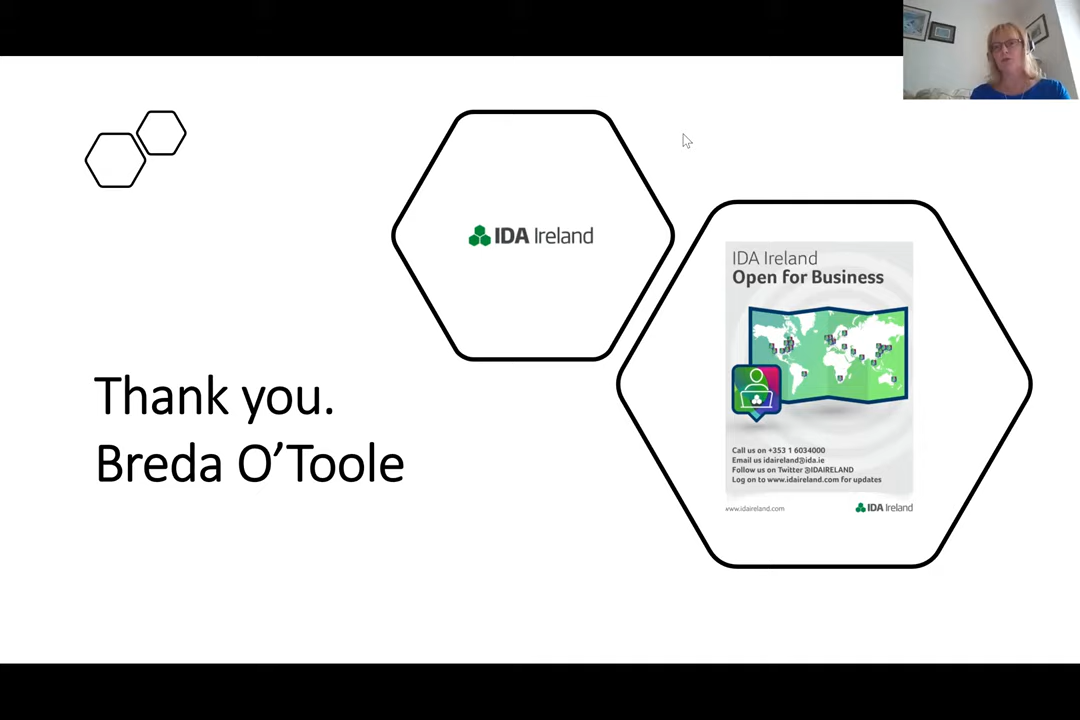 IDA Ireland
IDA Ireland
Open for Business
Thank you.
Breda O'Toole
Call us on +353 1 6034000
Email us idaireland@ida.ie
Follow us on Twitter @IDAIRELAND
Log on to www.idaireland.com for updates
www.idaireland.com
IDA Ireland